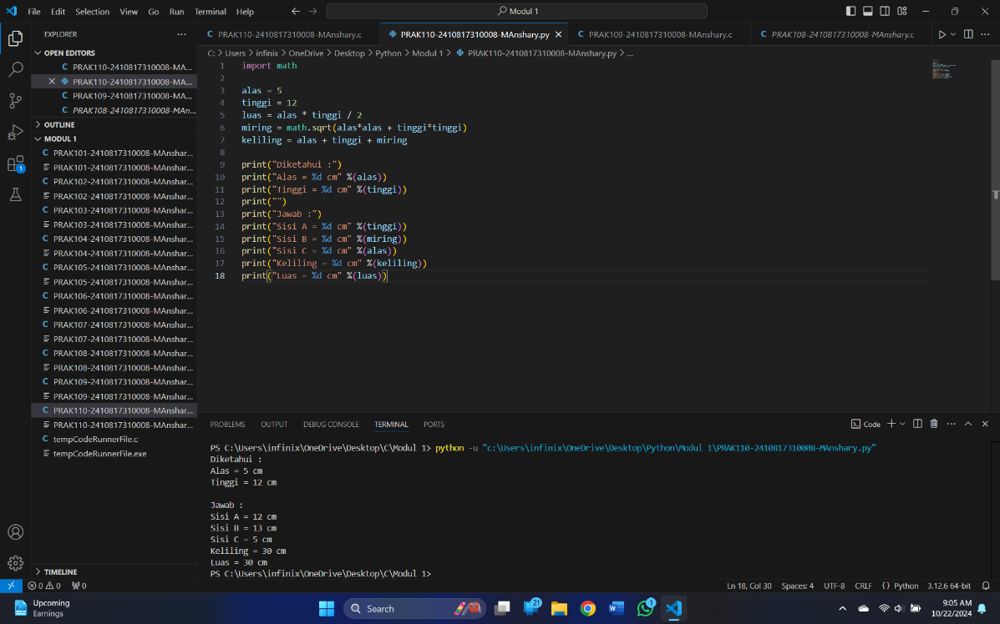 File Edit Selection View Go Run Terminal Help
Modul 1
EXPLORER
OPEN EDITORS
PRAK110-2410817310008-MA...
PRAK110-2410817310008-MA...
PRAK109-2410817310008-MA...
PRAK108-2410817310008-MAn...
OUTLINE
MODUL 1
PRAK101-2410817310008-MAnshar...
PRAK101-2410817310008-MAnshar...
PRAK102-2410817310008-MAnshar...
PRAK102-2410817310008-MAnshar...
PRAK103-2410817310008-MAnshar...
PRAK103-2410817310008-MAnshar...
PRAK104-2410817310008-MAnshar...
PRAK104-2410817310008-MAnshar...
PRAK105-2410817310008-MAnshar...
PRAK105-2410817310008-MAnshar...
PRAK106-2410817310008-MAnshar...
PRAK106-2410817310008-MAnshar...
PRAK107-2410817310008-MAnshar...
PRAK107-2410817310008-MAnshar...
PRAK108-2410817310008-MAnshar...
PRAK108-2410817310008-MAnshar...
PRAK109-2410817310008-MAnshar...
PRAK109-2410817310008-MAnshar...
PRAK110-2410817310008-MAnshar...
PRAK110-2410817310008-MAnshar...
tempCodeRunnerFile.c
tempCodeRunnerFile.exe
TIMELINE
PRAK110-2410817310008-MAnshary.c PRAK110-2410817310008-MAnshary.py PRAK109-2410817310008-MAnshary.c PRAK108-2410817310008-MAnshary.c
C: > Users > infinix > OneDrive > Desktop > Python > Modul 1 > PRAK110-2410817310008-MAnshary.py > ...
1 import math
2
3 alas = 5
4 tinggi = 12
5 luas = alas * tinggi / 2
6 miring = math.sqrt(alas*alas + tinggi*tinggi)
7 keliling = alas + tinggi + miring
8
9 print("Diketahui :")
10 print("Alas = %d cm" %(alas))
11 print("Tinggi = %d cm" %(tinggi))
12 print("")
13 print("Jawab :")
14 print("Sisi A = %d cm" %(tinggi))
15 print("Sisi B = %d cm" %(miring))
16 print("Sisi C = %d cm" %(alas))
17 print("Keliling = %d cm" %(keliling))
18 print("Luas = %d cm" %(luas))
PROBLEMS OUTPUT DEBUG CONSOLE TERMINAL PORTS
Code
PS C:\Users\infinix\OneDrive\Desktop\C\Modul 1> python -u "c:\Users\infinix\OneDrive\Desktop\Python\Modul 1\PRAK110-2410817310008-MAnshary.py"
Diketahui :
Alas = 5 cm
Tinggi = 12 cm

Jawab :
Sisi A = 12 cm
Sisi B = 13 cm
Sisi C = 5 cm
Keliling = 30 cm
Luas = 30 cm
PS C:\Users\infinix\OneDrive\Desktop\C\Modul 1>
0 0 0 Ln 18, Col 30 Spaces: 4 UTF-8 CRLF {} Python 3.12.6 64-bit
Upcoming
Earnings
Search
21
1
9:05 AM
10/22/2024